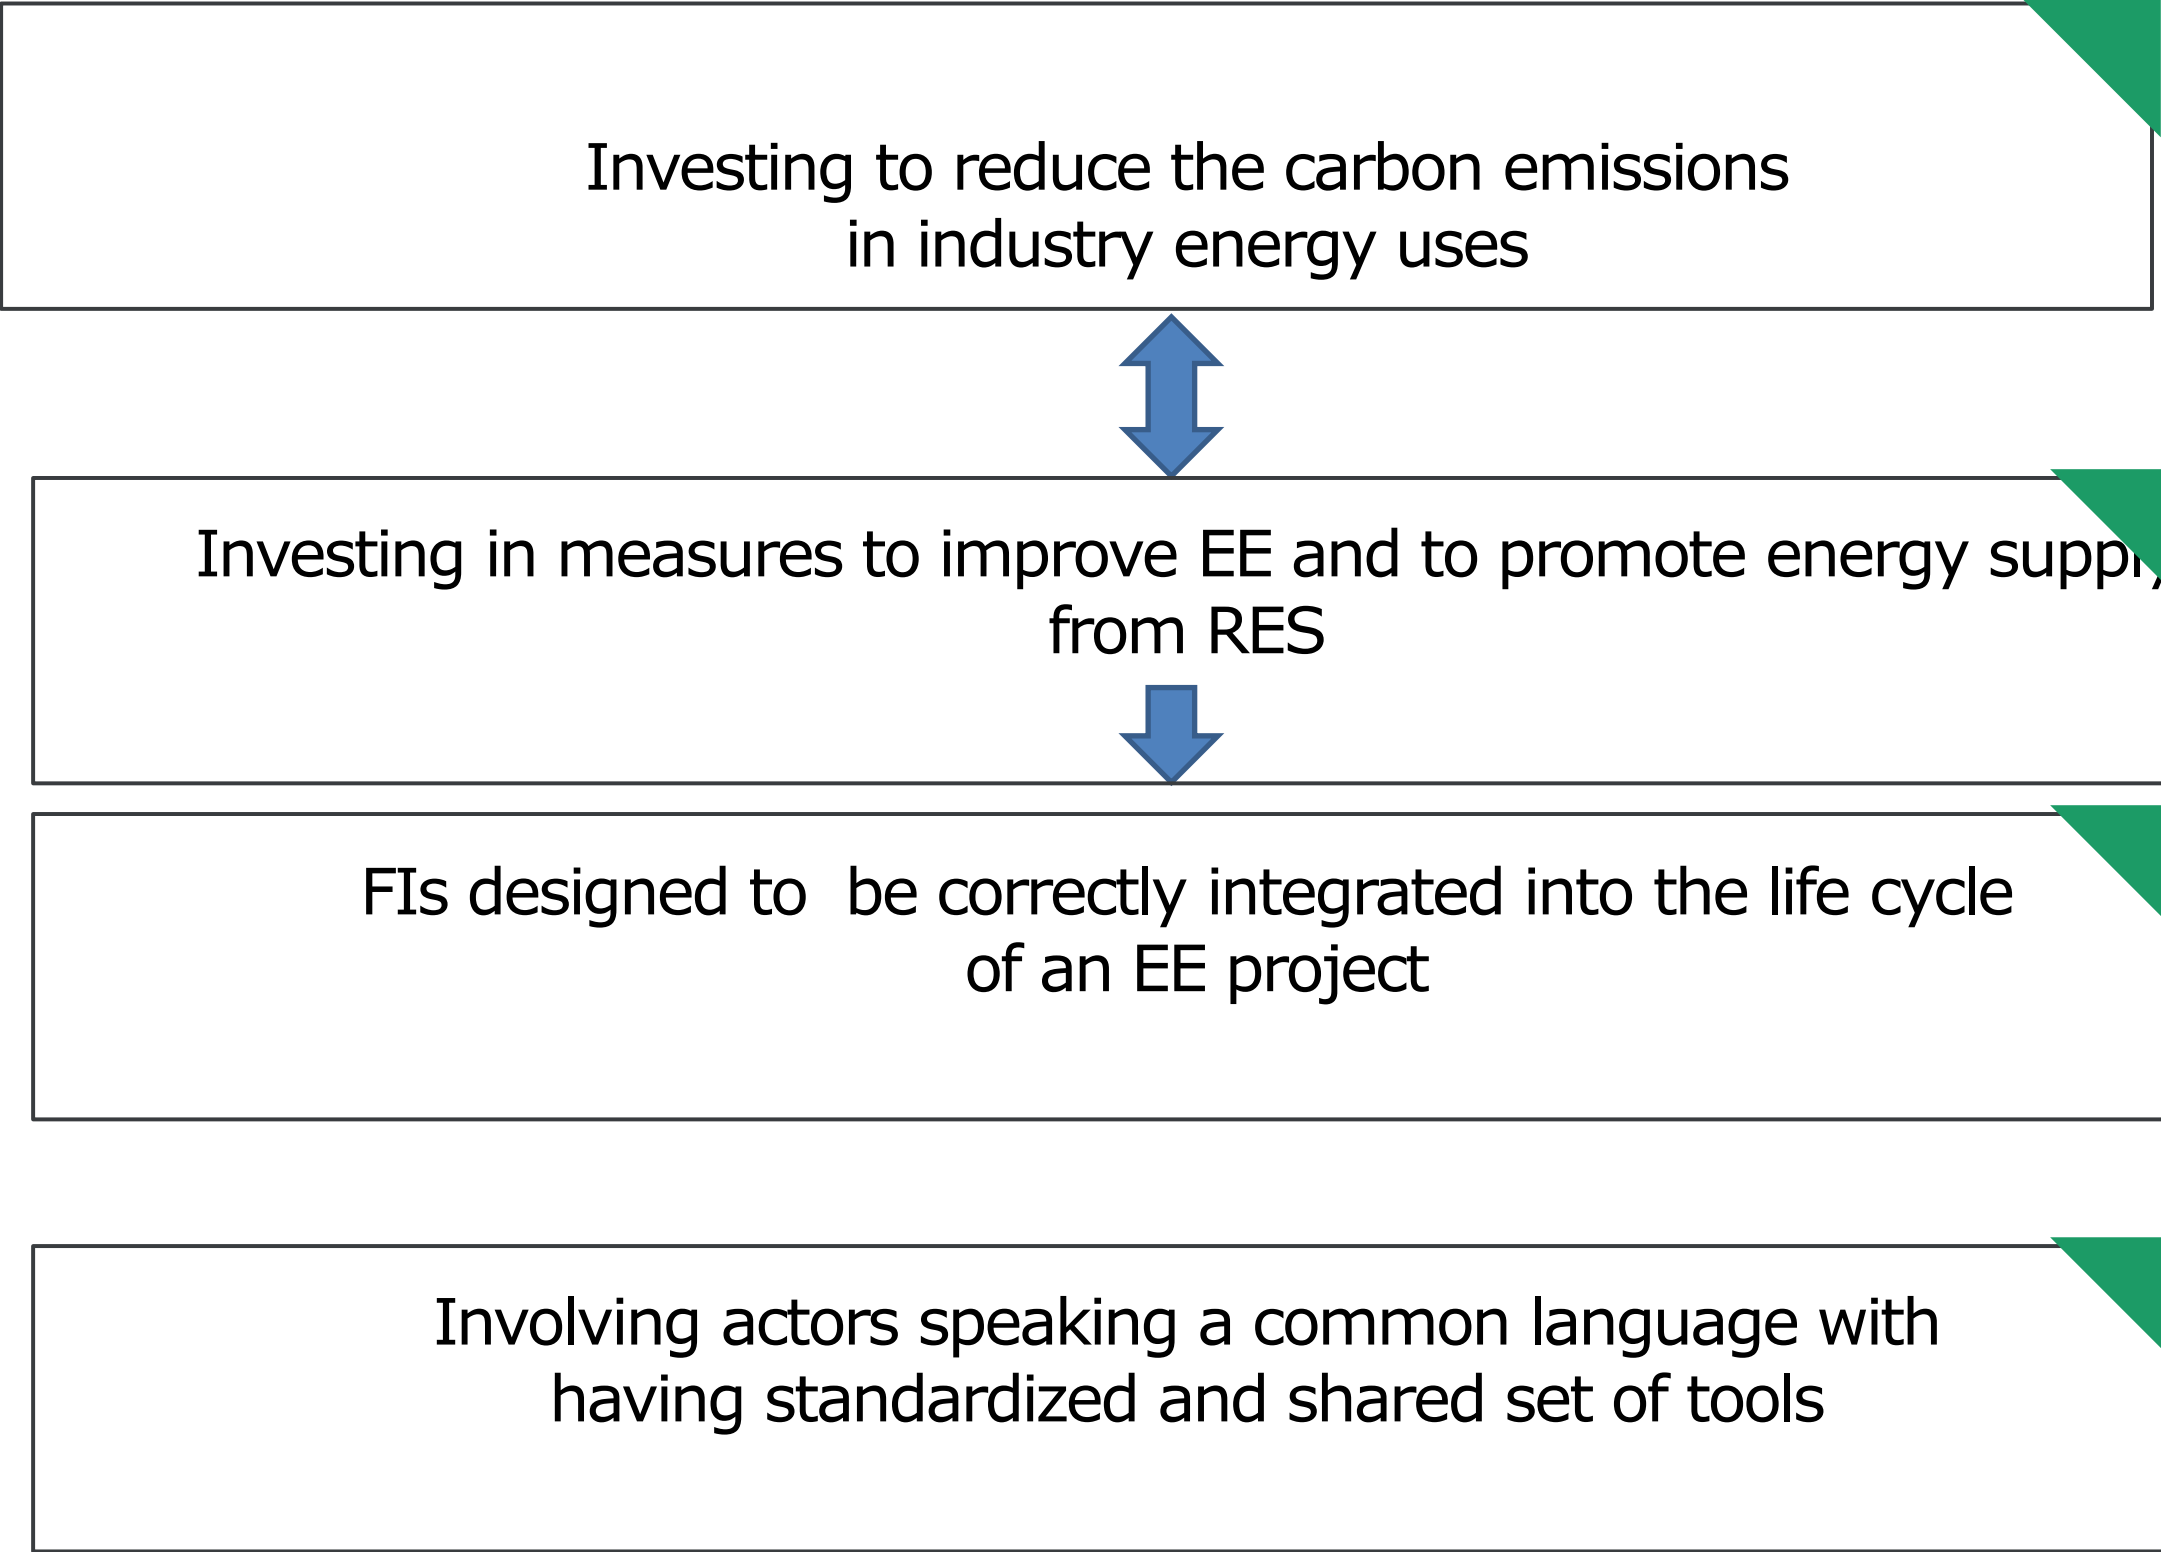 Investing to reduce the carbon emissions
in industry energy uses
Investing in measures to improve EE and to promote energy supply
from RES
FIs designed to  be correctly integrated into the life cycle
of an EE project
Involving actors speaking a common language with
having standardized and shared set of tools